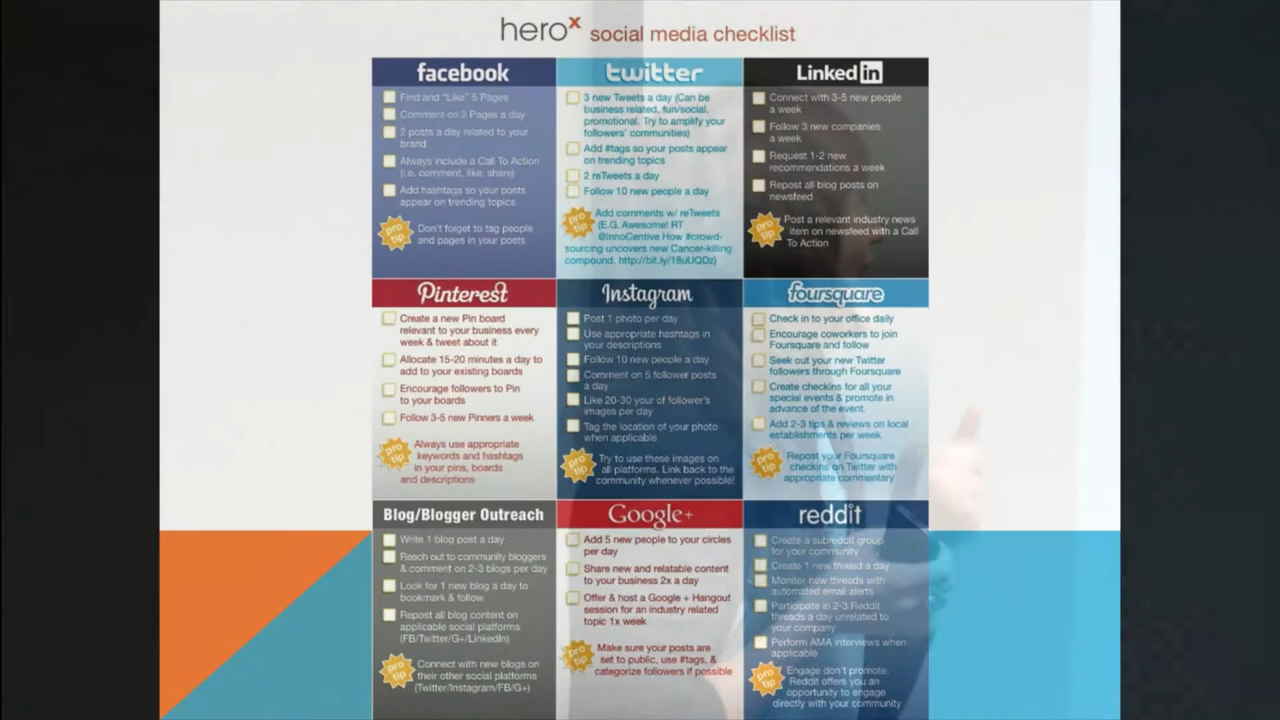 herox social media checklist
facebook
Find and "Like" 5 Pages
Comment on 2 Pages a day
2 posts a day related to your
brand
Always include a Call To Action
(i.e. comment, like, share)
Add hashtags so your posts
appear on trending topics
pro
tip
Don't forget to tag people
and pages in your posts
twitter
3 new Tweets a day (Can be
business related, fun/social,
promotional. Try to amplify your
followers' communities)
Add #tags so your posts appear
on trending topics
2 reTweets a day
Follow 10 new people a day
pro
tip
Add comments w/ reTweets
(E.G. Awesome! RT
@InnoCentive How #crowd-
sourcing uncovers new Cancer-killing
compound. http://bit.ly/18uUQDz)
Linked in
Connect with 3-5 new people
a week
Follow 3 new companies
a week
Request 1-2 new
recommendations a week
Repost all blog posts on
newsfeed
pro
tip
Post a relevant industry news
item on newsfeed with a Call
To Action
Pinterest
Create a new Pin board
relevant to your business every
week & tweet about it
Allocate 15-20 minutes a day to
add to your existing boards
Encourage followers to Pin
to your boards
Follow 3-5 new Pinners a week
pro
tip
Always use appropriate
keywords and hashtags
in your pins, boards
and descriptions
Instagram
Post 1 photo per day
Use appropriate hashtags in
your descriptions
Follow 10 new people a day
Comment on 5 follower posts
a day
Like 20-30 your of follower's
images per day
Tag the location of your photo
when applicable
pro
tip
Try to use these images on
all platforms. Link back to the
community whenever possible!
foursquare
Check in to your office daily
Encourage coworkers to join
Foursquare and follow
Seek out your new Twitter
followers through Foursquare
Create checkins for all your
special events & promote in
advance of the event.
Add 2-3 tips & reviews on local
establishments per week
pro
tip
Repost your Foursquare
checkins on Twitter with
appropriate commentary
Blog/Blogger Outreach
Write 1 blog post a day
Reach out to community bloggers
& comment on 2-3 blogs per day
Look for 1 new blog a day to
bookmark & follow
Repost all blog content on
applicable social platforms
(FB/Twitter/G+/LinkedIn)
pro
tip
Connect with new blogs on
their other social platforms
(Twitter/Instagram/FB/G+)
Google+
Add 5 new people to your circles
per day
Share new and relatable content
to your business 2x a day
Offer & host a Google + Hangout
session for an industry related
topic 1x week
pro
tip
Make sure your posts are
set to public, use #tags, &
categorize followers if possible
reddit
Create a subreddit group
for your community
Create 1 new thread a day
Monitor new threads with
automated email alerts
Participate in 2-3 Reddit
threads a day unrelated to
your company
Perform AMA interviews when
applicable
pro
tip
Engage don't promote,
Reddit offers you an
opportunity to engage
directly with your community